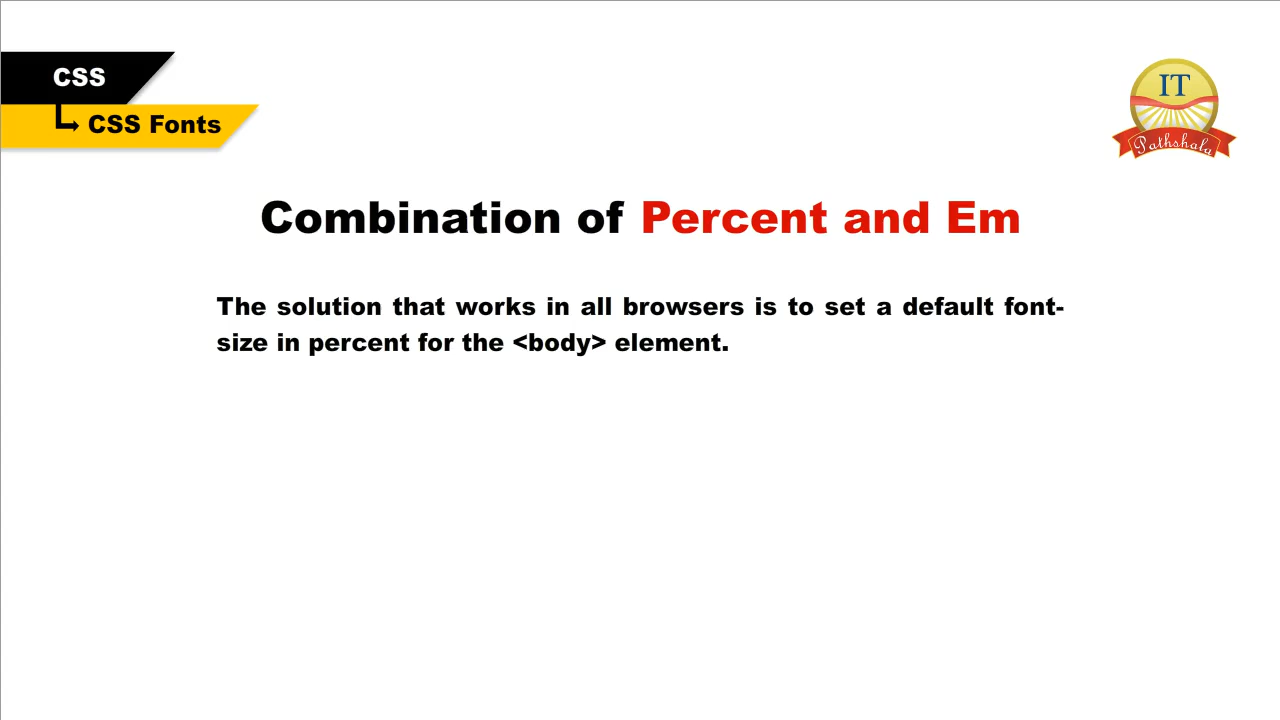 CSS
CSS Fonts
IT
Pathshala
Combination of Percent and Em
The solution that works in all browsers is to set a default font-
size in percent for the <body> element.